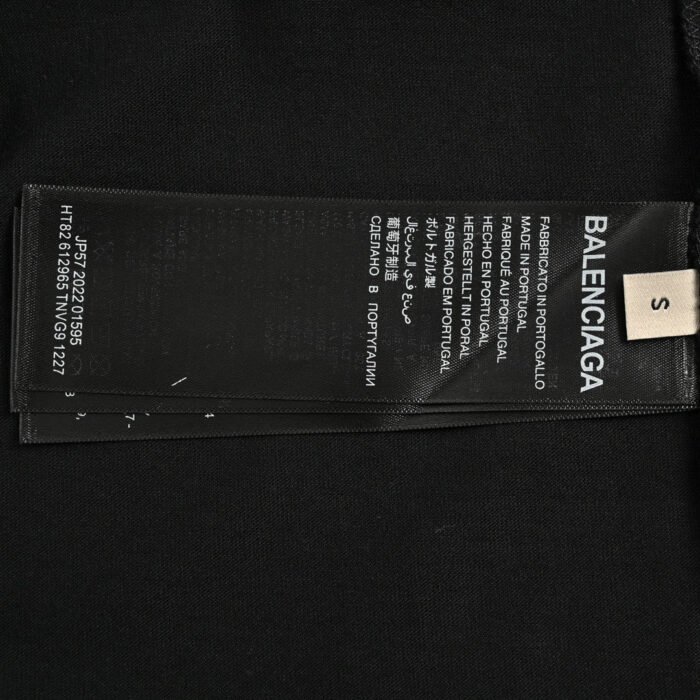 BALENCIAGA
S
FABBRICATO IN PORTOGALLO
MADE IN PORTUGAL
FABRIQUÉ AU PORTUGAL
HECHO EN PORTUGAL
HERGESTELLT IN PORAL
FABRICADO EM PORTUGAL
ポルトガル製
صنع في البرتغال
葡萄牙制造
СДЕЛАНО В ПОРТУГАЛИИ
JP57 2022 01595
HT82 612965 TNVG9 1227